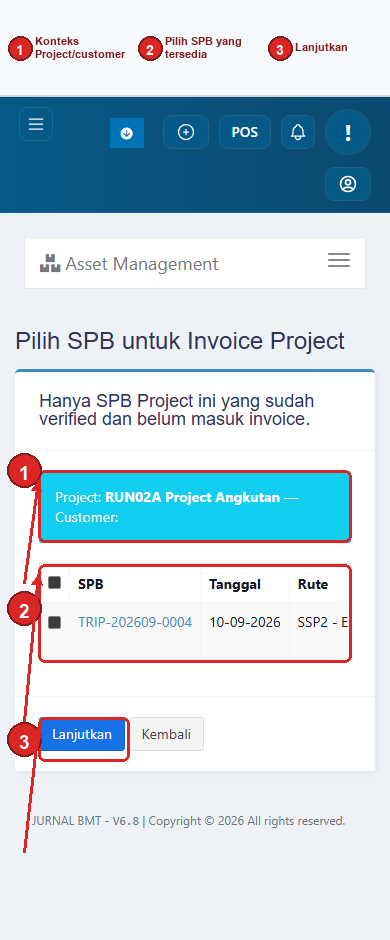 1 Konteks Project/customer
2 Pilih SPB yang tersedia
3 Lanjutkan
POS
!
Asset Management
Pilih SPB untuk Invoice Project
Hanya SPB Project ini yang sudah
verified dan belum masuk invoice.
1
Project: RUN02A Project Angkutan —
Customer:
SPB Tanggal Rute
2
TRIP-202609-0004 10-09-2026 SSP2 - E
3
Lanjutkan Kembali
JURNAL BMT - V6.8 | Copyright © 2026 All rights reserved.